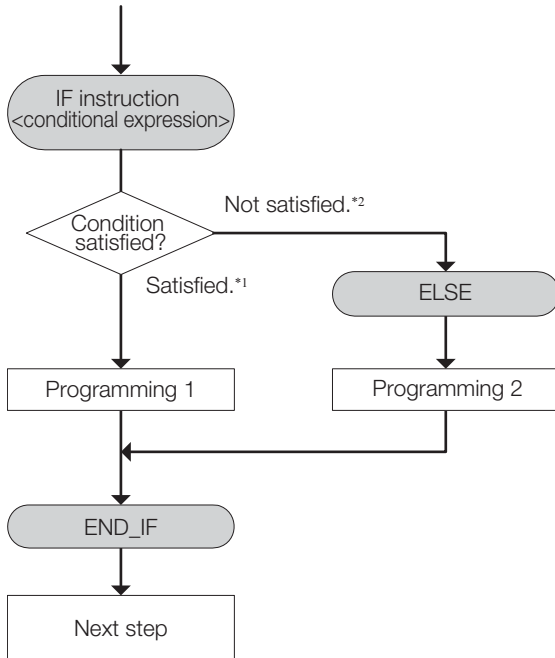 IF instruction
<conditional expression>
Not satisfied.*2
Condition
satisfied?
Satisfied.*1
ELSE
Programming 1
Programming 2
END_IF
Next step